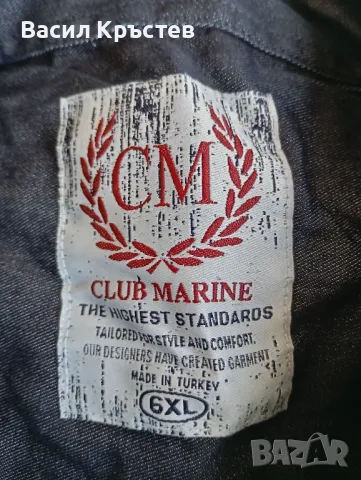 Васил Кръстев
CM
CLUB MARINE
THE HIGHEST STANDARDS
TAILORED FOR STYLE AND COMFORT.
OUR DESIGNERS HAVE CREATED GARMENT
MADE IN TURKEY
6XL
BAZAR